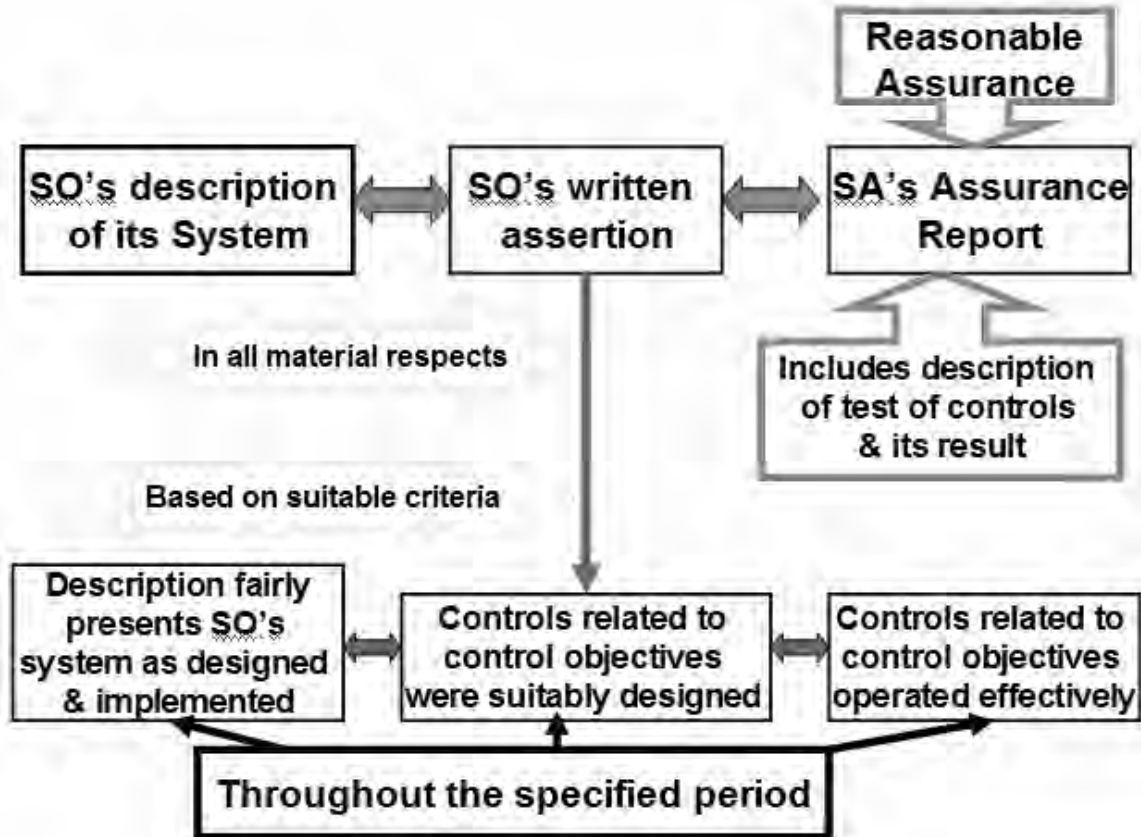 Reasonable
Assurance
SO's description
of its System
SO's written
assertion
SA's Assurance
Report
In all material respects
Includes description
of test of controls
& its result
Based on suitable criteria
Description fairly
presents SO's
system as designed
& implemented
Controls related to
control objectives
were suitably designed
Controls related to
control objectives
operated effectively
Throughout the specified period